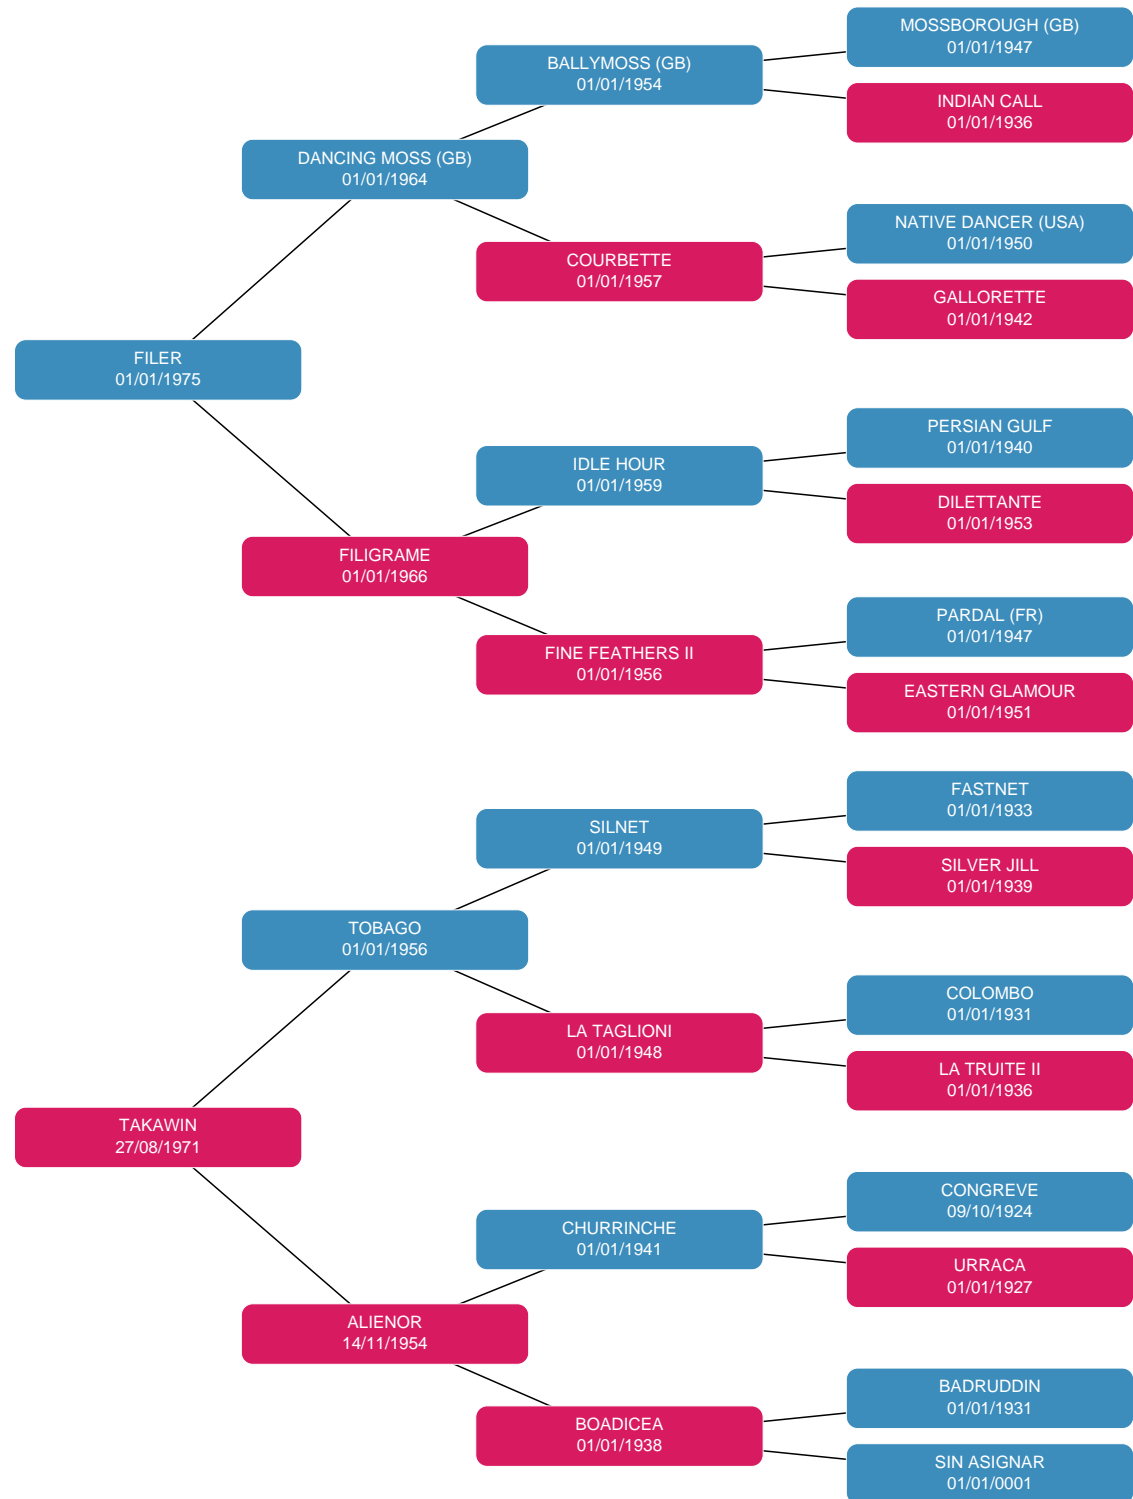 MOSSBOROUGH (GB)
01/01/1947
BALLYMOSS (GB)
01/01/1954
INDIAN CALL
01/01/1936
DANCING MOSS (GB)
01/01/1964
NATIVE DANCER (USA)
01/01/1950
COURBETTE
01/01/1957
GALLORETTE
01/01/1942
FILER
01/01/1975
PERSIAN GULF
01/01/1940
IDLE HOUR
01/01/1959
DILETTANTE
01/01/1953
FILIGRAME
01/01/1966
PARDAL (FR)
01/01/1947
FINE FEATHERS II
01/01/1956
EASTERN GLAMOUR
01/01/1951
FASTNET
01/01/1933
SILNET
01/01/1949
SILVER JILL
01/01/1939
TOBAGO
01/01/1956
COLOMBO
01/01/1931
LA TAGLIONI
01/01/1948
LA TRUITE II
01/01/1936
TAKAWIN
27/08/1971
CONGREVE
09/10/1924
CHURRINCHE
01/01/1941
URRACA
01/01/1927
ALIENOR
14/11/1954
BADRUDDIN
01/01/1931
BOADICEA
01/01/1938
SIN ASIGNAR
01/01/0001